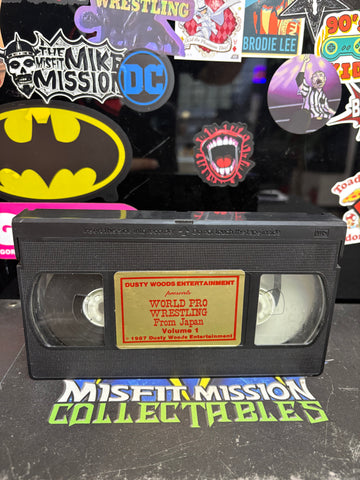 WRESTLING
BRODIE LEE
THE
MISFIT
MIKE
MISSION
DC
VHS
DUSTY WOODS ENTERTAINMENT
presents
WORLD PRO
WRESTLING
From Japan
Volume 1
© 1987 Dusty Woods Entertainment
MISFIT MISSION
COLLECTABLES